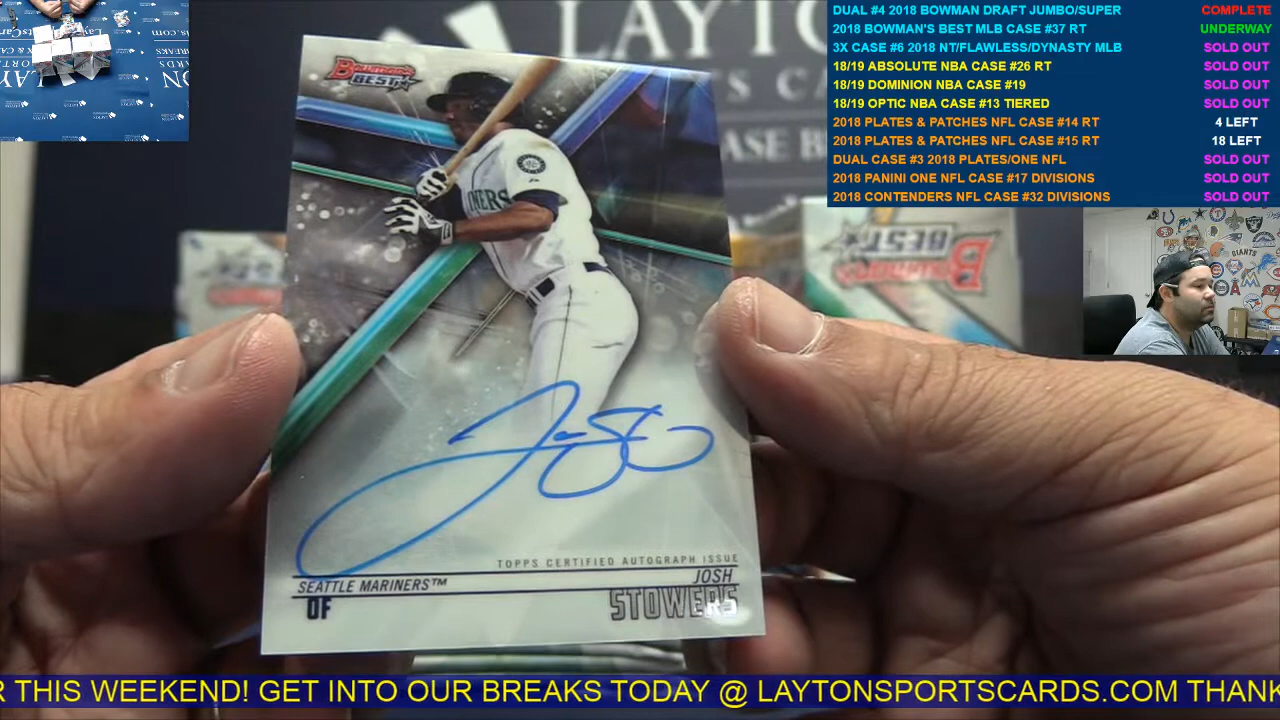 DUAL #4 2018 BOWMAN DRAFT JUMBO/SUPER COMPLETE
2018 BOWMAN'S BEST MLB CASE #37 RT UNDERWAY
3X CASE #6 2018 NT/FLAWLESS/DYNASTY MLB SOLD OUT
18/19 ABSOLUTE NBA CASE #26 RT SOLD OUT
18/19 DOMINION NBA CASE #19 SOLD OUT
18/19 OPTIC NBA CASE #13 TIERED SOLD OUT
2018 PLATES & PATCHES NFL CASE #14 RT 4 LEFT
2018 PLATES & PATCHES NFL CASE #15 RT 18 LEFT
DUAL CASE #3 2018 PLATES/ONE NFL SOLD OUT
2018 PANINI ONE NFL CASE #17 DIVISIONS SOLD OUT
2018 CONTENDERS NFL CASE #32 DIVISIONS SOLD OUT
LAYTON
BOWMAN'S
BEST
TOPPS CERTIFIED AUTOGRAPH ISSUE
SEATTLE MARINERS™ JOSH
OF STOWERS
BOWMAN'S BEST
GIANTS
R THIS WEEKEND! GET INTO OUR BREAKS TODAY @ LAYTONSPORTSCARDS.COM THANK